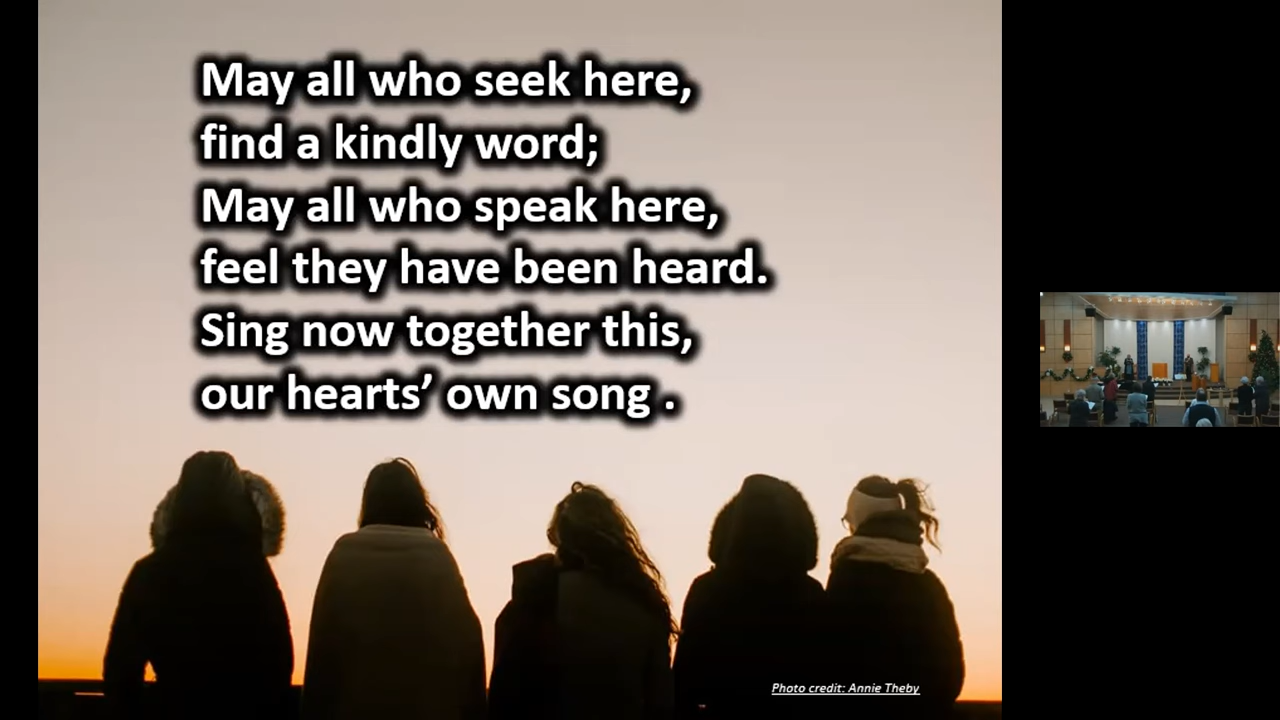 May all who seek here,
find a kindly word;
May all who speak here,
feel they have been heard.
Sing now together this,
our hearts’ own song .
Photo credit: Annie Theby